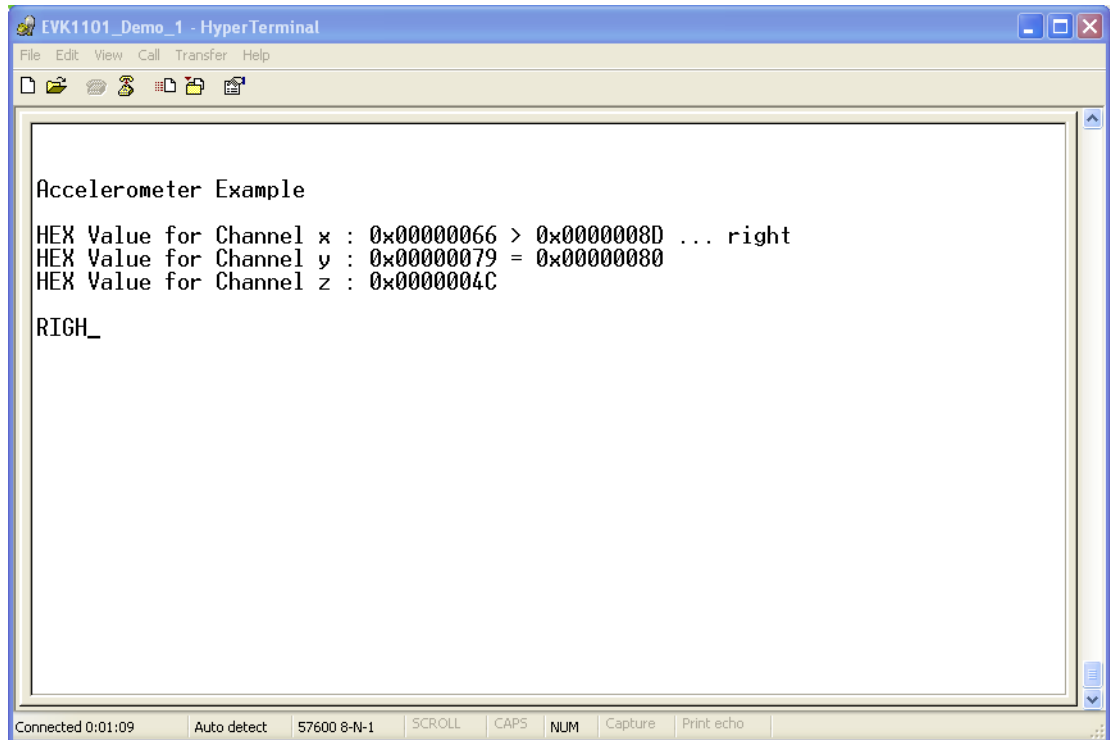 EVK1101_Demo_1 - HyperTerminal
File Edit View Call Transfer Help
Accelerometer Example
HEX Value for Channel x : 0x00000066 > 0x0000008D ... right
HEX Value for Channel y : 0x00000079 = 0x00000080
HEX Value for Channel z : 0x0000004C
RIGH_
Connected 0:01:09 Auto detect 57600 8-N-1 SCROLL CAPS NUM Capture Print echo